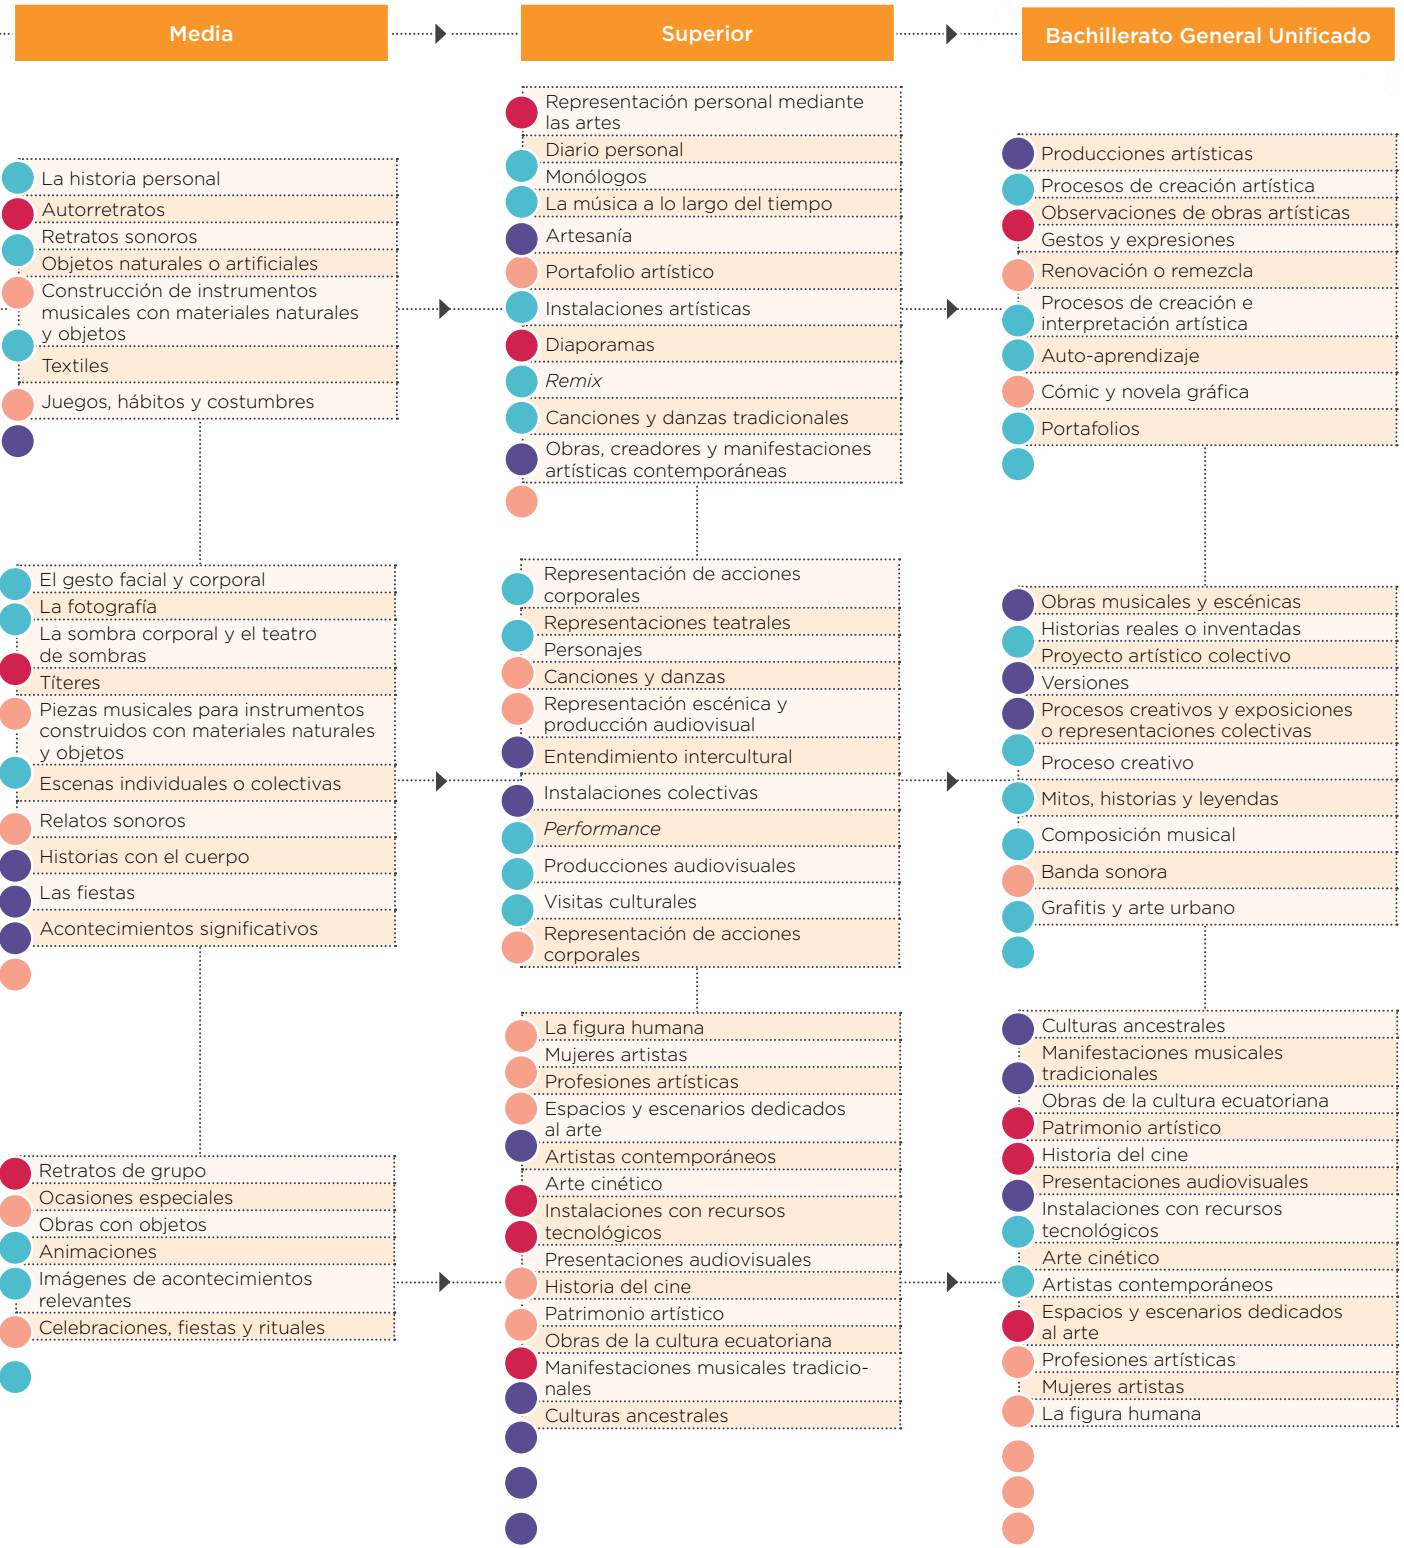 Media
Superior
Bachillerato General Unificado
La historia personal
Autorretratos
Retratos sonoros
Objetos naturales o artificiales
Construcción de instrumentos
musicales con materiales naturales
y objetos
Textiles
Juegos, hábitos y costumbres
Representación personal mediante
las artes
Diario personal
Monólogos
La música a lo largo del tiempo
Artesanía
Portafolio artístico
Instalaciones artísticas
Diaporamas
Remix
Canciones y danzas tradicionales
Obras, creadores y manifestaciones
artísticas contemporáneas
Producciones artísticas
Procesos de creación artística
Observaciones de obras artísticas
Gestos y expresiones
Renovación o remezcla
Procesos de creación e
interpretación artística
Auto-aprendizaje
Cómic y novela gráfica
Portafolios
El gesto facial y corporal
La fotografía
La sombra corporal y el teatro
de sombras
Títeres
Piezas musicales para instrumentos
construidos con materiales naturales
y objetos
Escenas individuales o colectivas
Relatos sonoros
Historias con el cuerpo
Las fiestas
Acontecimientos significativos
Representación de acciones
corporales
Representaciones teatrales
Personajes
Canciones y danzas
Representación escénica y
producción audiovisual
Entendimiento intercultural
Instalaciones colectivas
Performance
Producciones audiovisuales
Visitas culturales
Representación de acciones
corporales
Obras musicales y escénicas
Historias reales o inventadas
Proyecto artístico colectivo
Versiones
Procesos creativos y exposiciones
o representaciones colectivas
Proceso creativo
Mitos, historias y leyendas
Composición musical
Banda sonora
Grafitis y arte urbano
Retratos de grupo
Ocasiones especiales
Obras con objetos
Animaciones
Imágenes de acontecimientos
relevantes
Celebraciones, fiestas y rituales
La figura humana
Mujeres artistas
Profesiones artísticas
Espacios y escenarios dedicados
al arte
Artistas contemporáneos
Arte cinético
Instalaciones con recursos
tecnológicos
Presentaciones audiovisuales
Historia del cine
Patrimonio artístico
Obras de la cultura ecuatoriana
Manifestaciones musicales tradicio-
nales
Culturas ancestrales
Culturas ancestrales
Manifestaciones musicales
tradicionales
Obras de la cultura ecuatoriana
Patrimonio artístico
Historia del cine
Presentaciones audiovisuales
Instalaciones con recursos
tecnológicos
Arte cinético
Artistas contemporáneos
Espacios y escenarios dedicados
al arte
Profesiones artísticas
Mujeres artistas
La figura humana